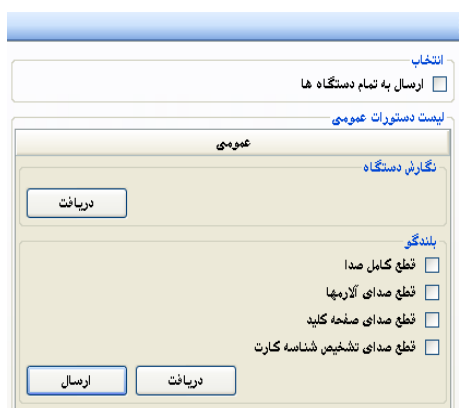 انتخاب
ارسال به تمام دستگاه ها
لیست دستورات عمومی
عمومی
نگارش دستگاه
دریافت
بلندگو
قطع کامل صدا
قطع صدای آلارمها
قطع صدای صفحه کلید
قطع صدای تشخیص شناسه کارت
دریافت ارسال